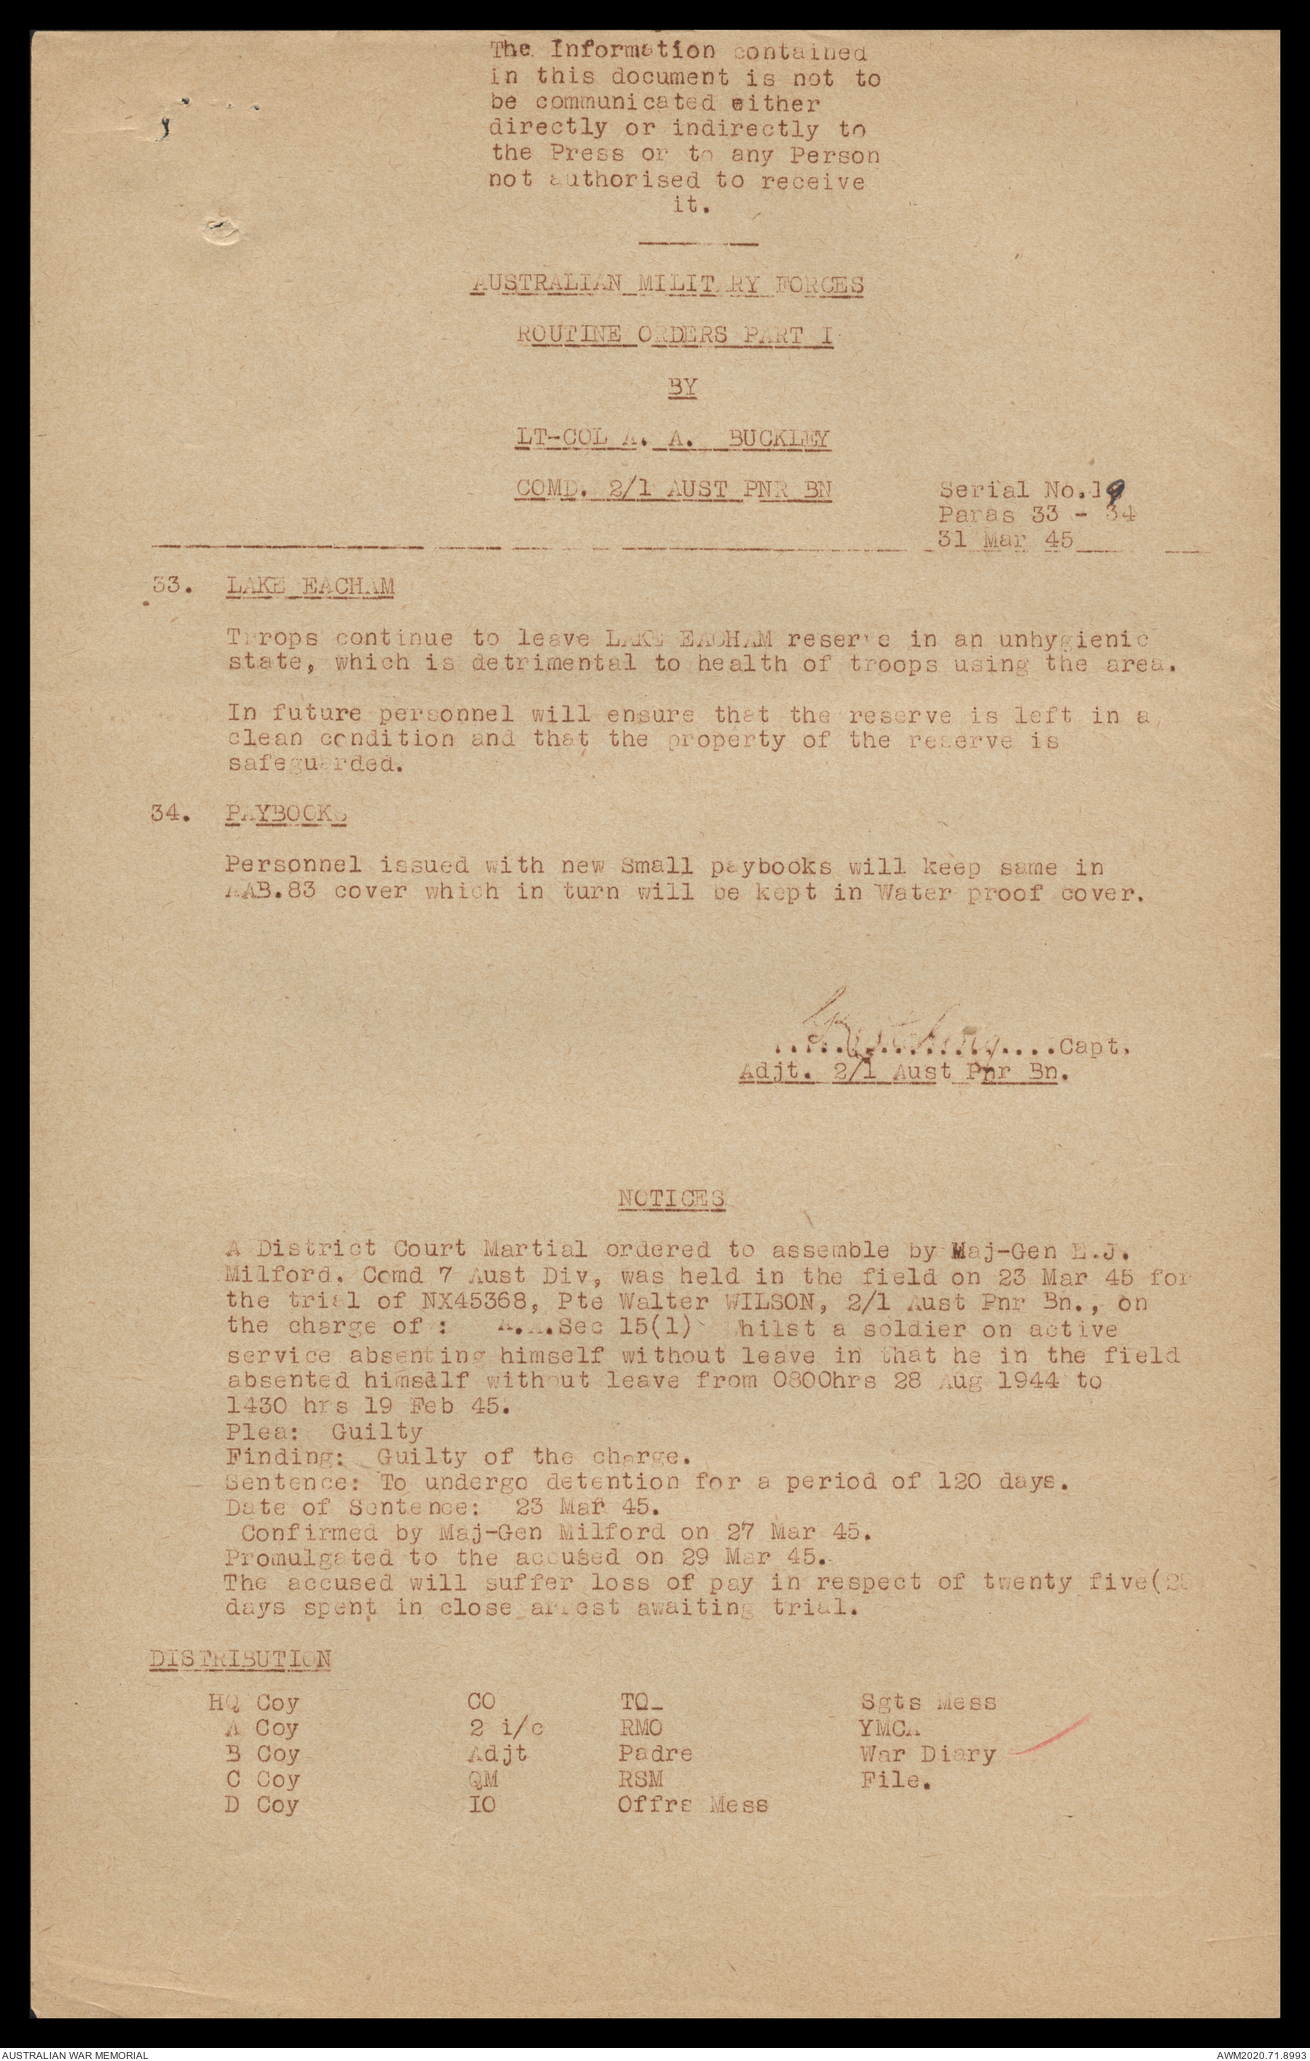 The Information contained
in this document is not to
be communicated either
directly or indirectly to
the Press or to any Person
not authorised to receive
it.
AUSTRALIAN MILITARY FORCES
ROUTINE ORDERS PART I
BY
LT-COL A. A. BUCKLEY
COMD. 2/1 AUST PNR BN
Serial No.19
Paras 33 - 34
31 Mar 45
33. LAKE EACHAM
Trrops continue to leave LAKE EACHAM reserve in an unhygienic
state, which is detrimental to health of troops using the area.
In future personnel will ensure that the reserve is left in a
clean condition and that the property of the reserve is
safeguarded.
34. PAYBOOKS
Personnel issued with new Small paybooks will keep same in
AAB.83 cover which in turn will be kept in Water proof cover.
...................Capt.
Adjt. 2/1 Aust Pnr Bn.
NOTICES
A District Court Martial ordered to assemble by Maj-Gen E.J.
Milford. Comd 7 Aust Div, was held in the field on 23 Mar 45 for
the trial of NX45368, Pte Walter WILSON, 2/1 Aust Pnr Bn., on
the charge of : A.A.Sec 15(1) Whilst a soldier on active
service absenting himself without leave in that he in the field
absented himself without leave from 0800hrs 28 Aug 1944 to
1430 hrs 19 Feb 45.
Plea: Guilty
Finding: Guilty of the charge.
Sentence: To undergo detention for a period of 120 days.
Date of Sentence: 23 Mar 45.
Confirmed by Maj-Gen Milford on 27 Mar 45.
Promulgated to the accused on 29 Mar 45.
The accused will suffer loss of pay in respect of twenty five(25
days spent in close arrest awaiting trial.
DISTRIBUTION
HQ Coy CO TO Sgts Mess
A Coy 2 i/c RMO YMCA
B Coy Adjt Padre War Diary
C Coy QM RSM File.
D Coy IO Offrs Mess
AUSTRALIAN WAR MEMORIAL AWM2020.71.8993